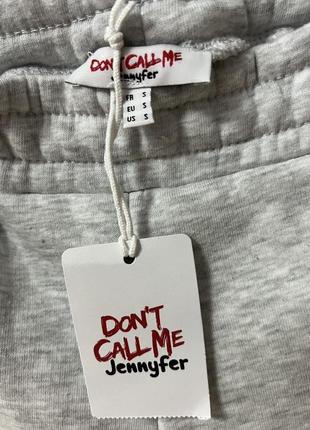 DON'T CALL ME
Jennyfer
FR S
EU S
US S
DON'T
CALL ME
Jennyfer